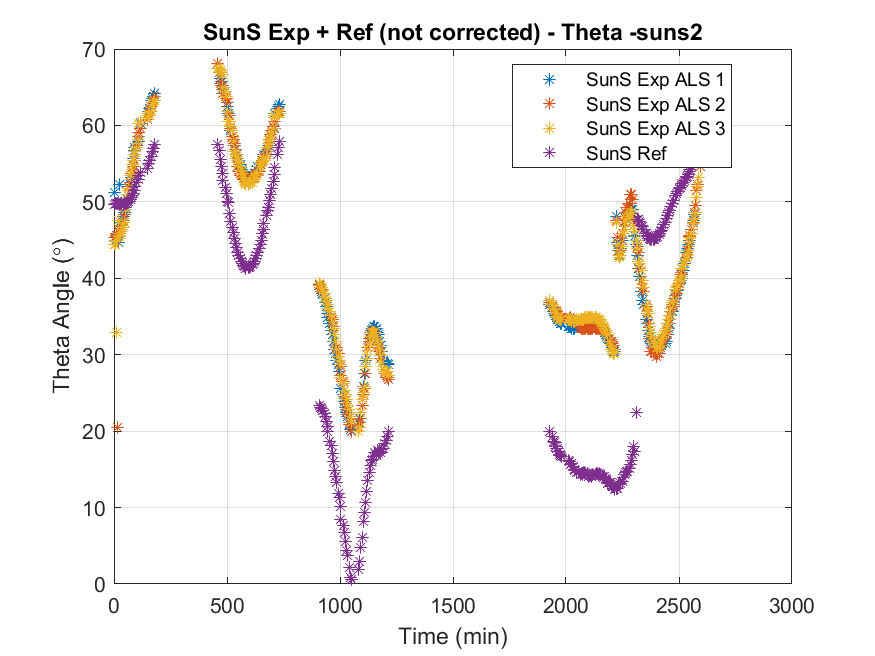 SunS Exp + Ref (not corrected) - Theta -suns2
70
60
50
40
30
20
10
0
Theta Angle (°)
SunS Exp ALS 1
SunS Exp ALS 2
SunS Exp ALS 3
SunS Ref
0 500 1000 1500 2000 2500 3000
Time (min)